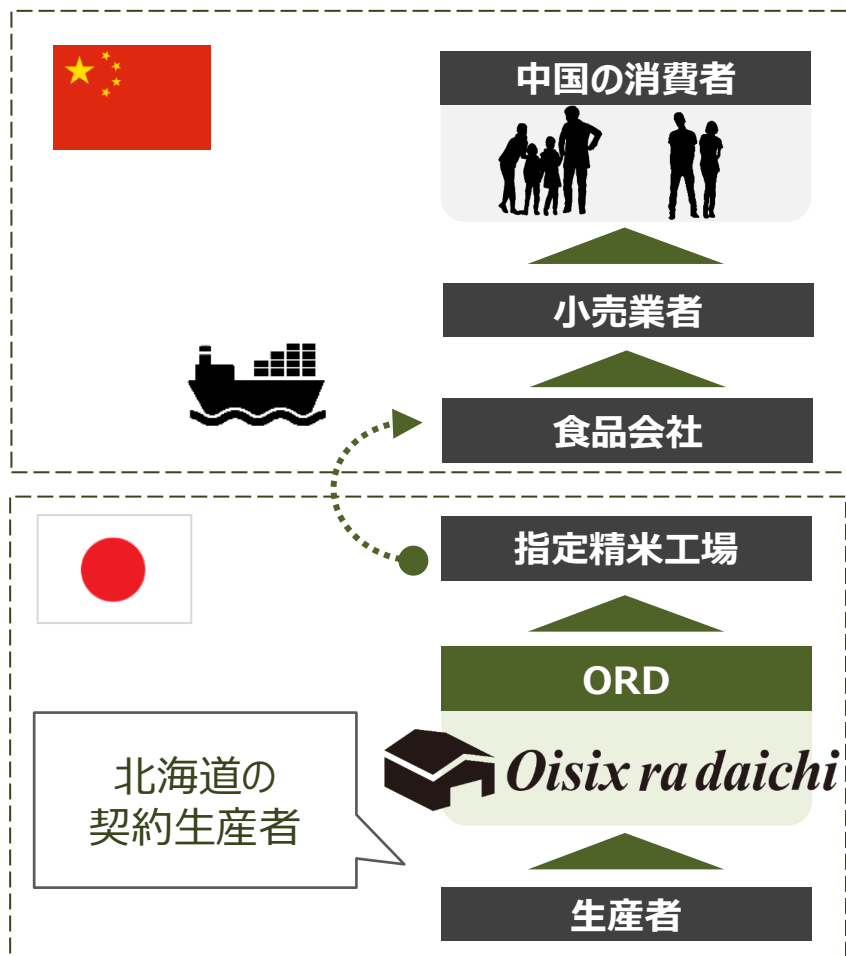 中国の消費者
小売業者
食品会社
指定精米工場
ORD
Oisix ra daichi
北海道の
契約生産者
生産者